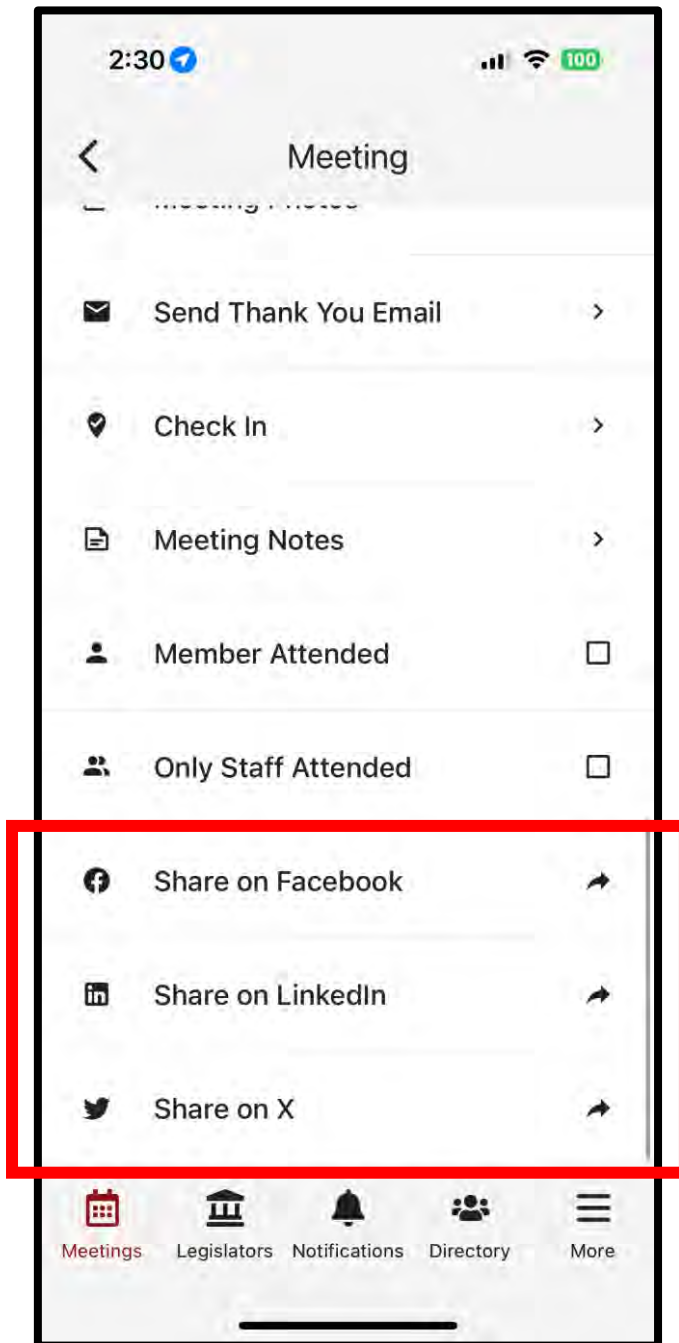 2:30
100
Meeting
Send Thank You Email
Check In
Meeting Notes
Member Attended
Only Staff Attended
Share on Facebook
Share on LinkedIn
Share on X
Meetings Legislators Notifications Directory More